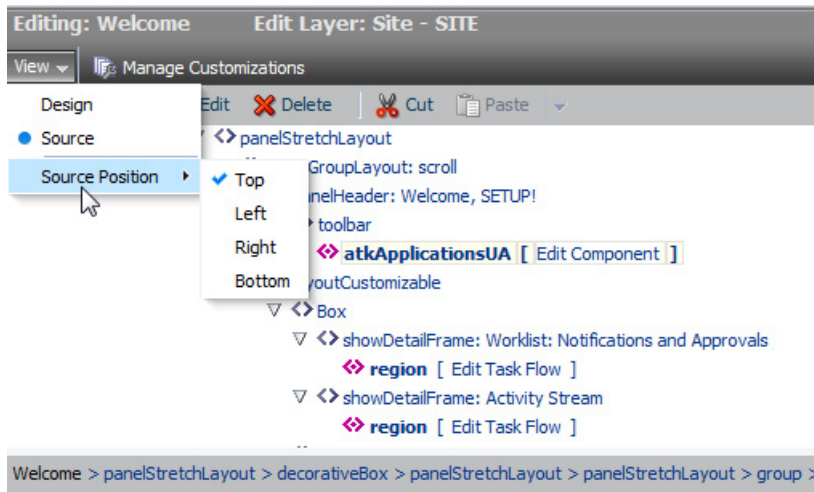 Editing: Welcome Edit Layer: Site - SITE
View Manage Customizations
Design Edit Delete Cut Paste
Source panelStretchLayout
GroupLayout: scroll
Source Position Top nelHeader: Welcome, SETUP!
Left toolbar
Right atkApplicationsUA [ Edit Component ]
Bottom youtCustomizable
Box
showDetailFrame: Worklist: Notifications and Approvals
region [ Edit Task Flow ]
showDetailFrame: Activity Stream
region [ Edit Task Flow ]
Welcome > panelStretchLayout > decorativeBox > panelStretchLayout > panelStretchLayout > group >